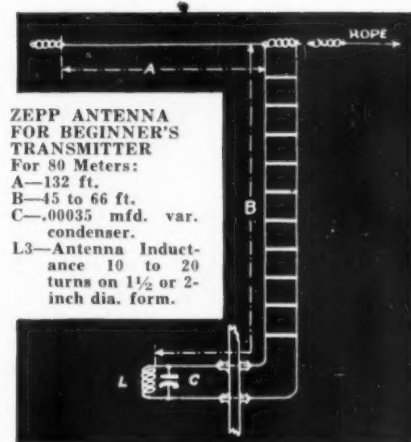 ROPE
A
ZEPP ANTENNA
FOR BEGINNER'S
TRANSMITTER
For 80 Meters:
A—132 ft.
B—45 to 66 ft.
C—.00035 mfd. var.
condenser.
L3—Antenna Induct-
ance 10 to 20
turns on 1½ or 2-
inch dia. form.
B
L
C